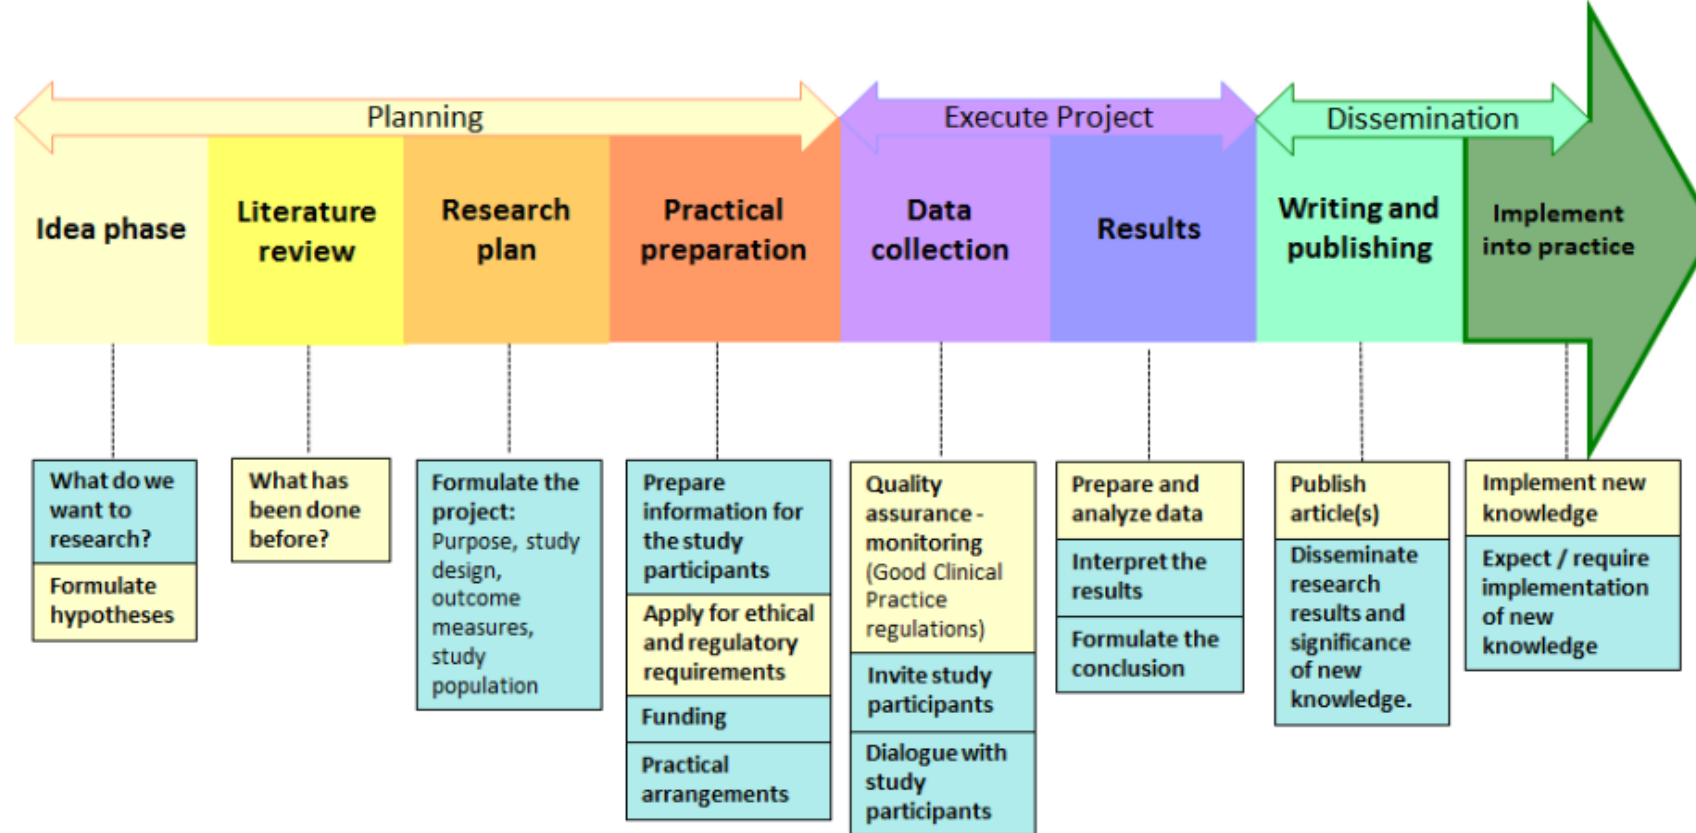 Planning
Execute Project
Dissemination
Idea phase
Literature
review
Research
plan
Practical
preparation
Data
collection
Results
Writing and
publishing
Implement
into practice
What do we
want to
research?
Formulate
hypotheses
What has
been done
before?
Formulate the
project:
Purpose, study
design,
outcome
measures,
study
population
Prepare
information for
the study
participants
Apply for ethical
and regulatory
requirements
Funding
Practical
arrangements
Quality
assurance -
monitoring
(Good Clinical
Practice
regulations)
Invite study
participants
Dialogue with
study
participants
Prepare and
analyze data
Interpret the
results
Formulate the
conclusion
Publish
article(s)
Disseminate
research
results and
significance
of new
knowledge.
Implement new
knowledge
Expect / require
implementation
of new
knowledge